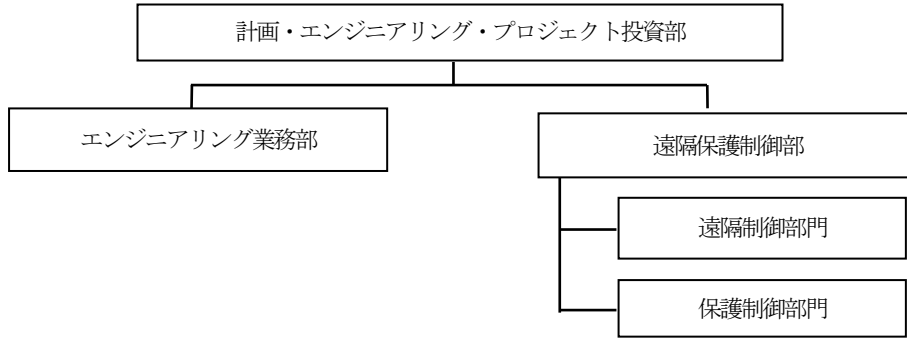 計画・エンジニアリング・プロジェクト投資部
エンジニアリング業務部
遠隔保護制御部
遠隔制御部門
保護制御部門